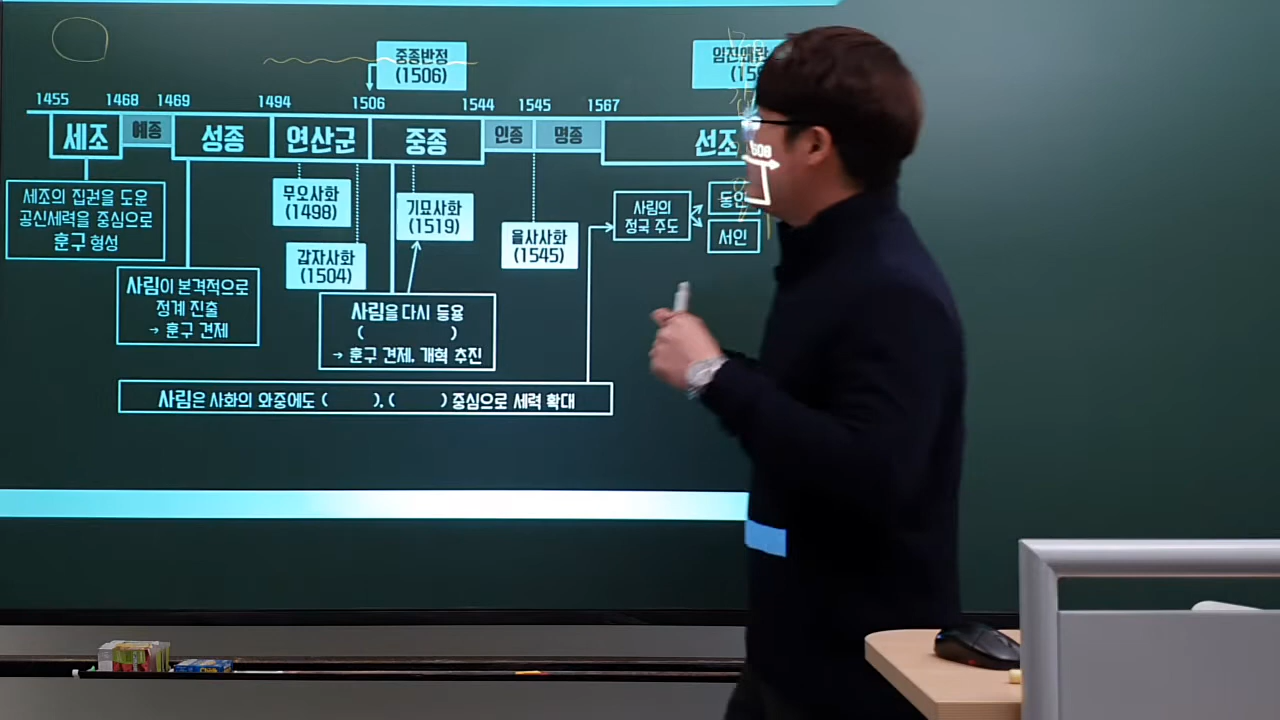 중종반정
(1506)
임진왜란
(159
1455
1468
1469
1494
1506
1544
1545
1567
608
세조
예종
성종
연산군
중종
인종
명종
선조
세조의 집권을 도운
공신세력을 중심으로
훈구 형성
무오사화
(1498)
기묘사화
(1519)
을사사화
(1545)
사림의
정국 주도
동인
서인
갑자사화
(1504)
사림이 본격적으로
정계 진출
→ 훈구 견제
사림을 다시 등용
( )
→ 훈구 견제, 개혁 추진
사림은 사화의 와중에도 ( ), ( ) 중심으로 세력 확대